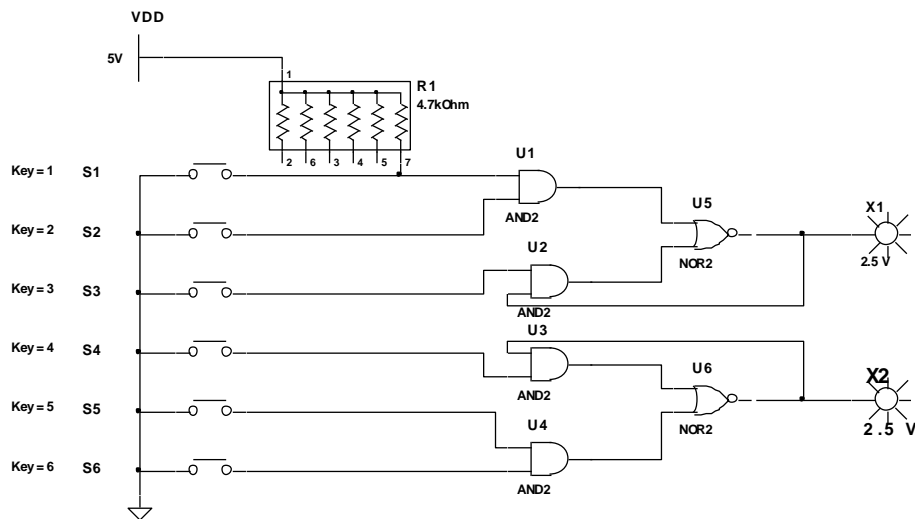 VDD
5V
1
R1
4.7kOhm
2 6 3 4 5 7
Key = 1 S1
U1
AND2
Key = 2 S2
U5
NOR2
X1
2.5 V
U2
AND2
Key = 3 S3
U3
AND2
Key = 4 S4
U6
NOR2
X2
2.5 V
Key = 5 S5
U4
AND2
Key = 6 S6